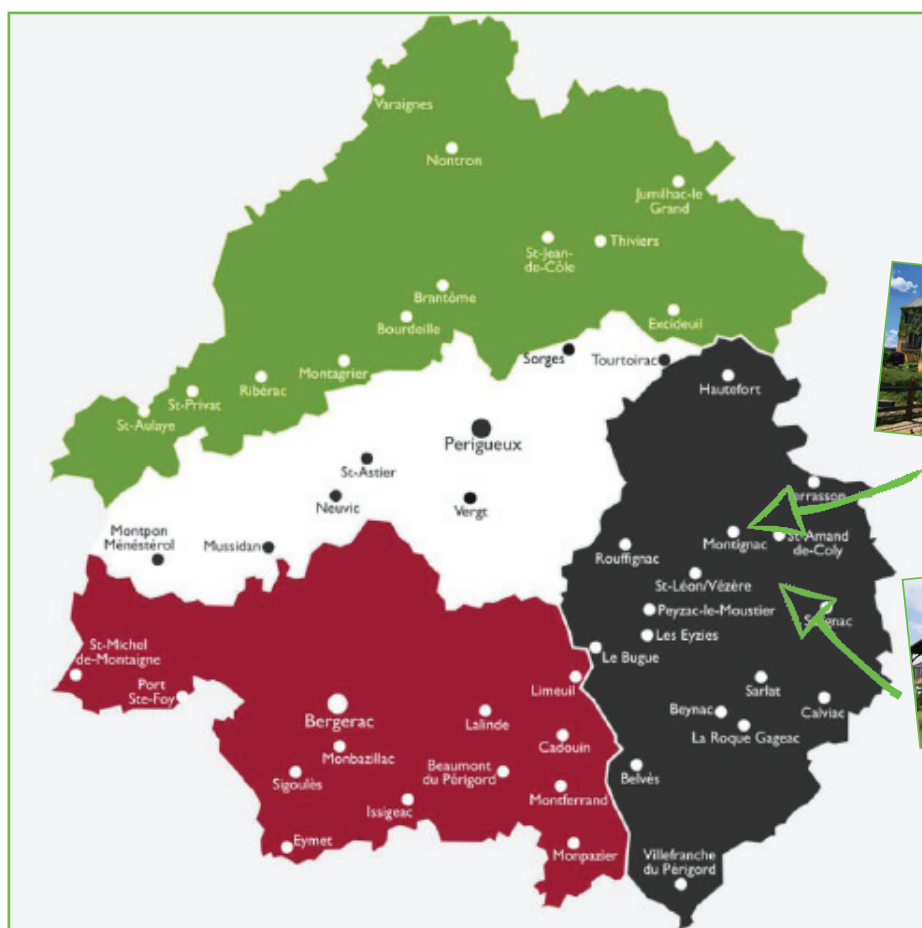 Varaignes
Nontron
Jumilhac-le
Grand
St-Jean-
de-Côle
Thiviers
Brantôme
Bourdeille
Excideuil
Sorges
Tourtoirac
Montagrier
Ribérac
St-Privat
St-Aulaye
Hautefort
Perigueux
St-Astier
Neuvic
Vergt
Montpon
Ménéstérol
Mussidan
Terrasson
Montignac
St-Amand
de-Coly
Rouffignac
St-Léon/Vézère
Peyzac-le-Moustier
Les Eyzies
Le Bugue
St-Michel
de-Montaigne
Port
Ste-Foy
Limeuil
Sarlat
Bergerac
Lalinde
Beynac
Calviac
La Roque Gageac
Monbazillac
Cadouin
Sigoulès
Beaumont
du Périgord
Belvès
Issigeac
Montferrand
Eymet
Monpazier
Villefranche
du Périgord